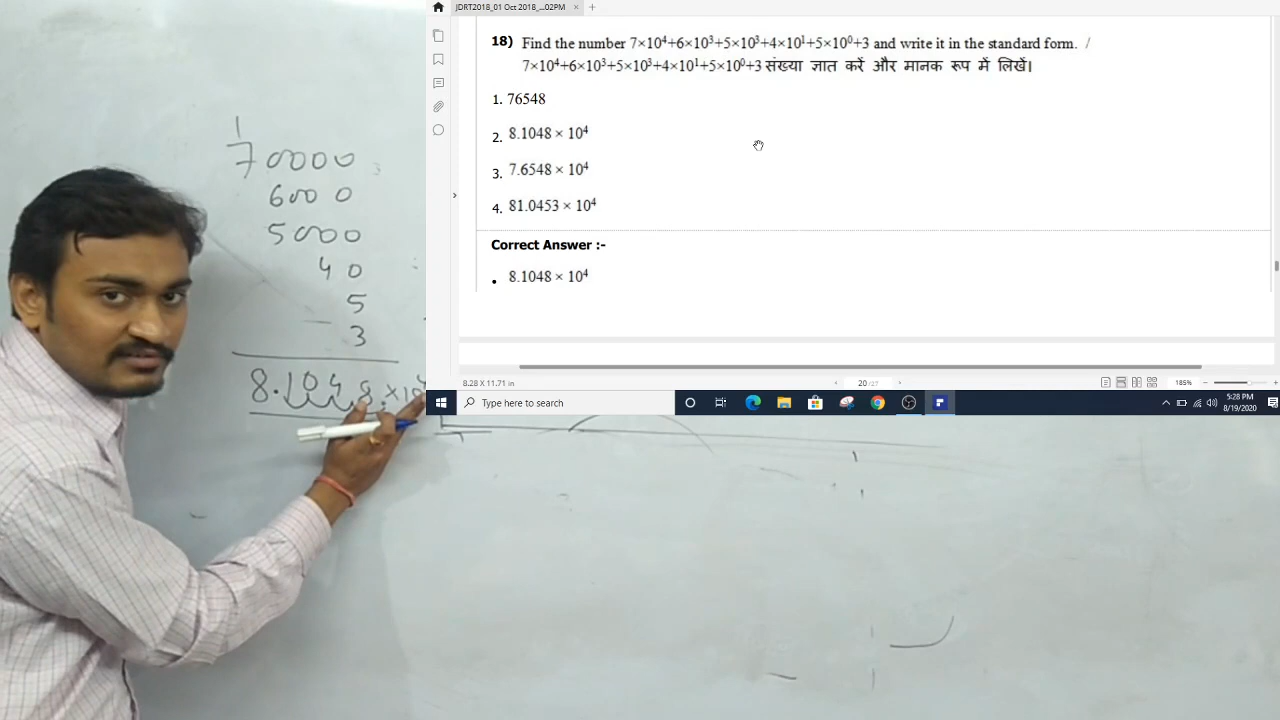 JDRT2018_01 Oct 2018_...02PM
18) Find the number 7×10⁴+6×10³+5×10³+4×10¹+5×10⁰+3 and write it in the standard form. /
7×10⁴+6×10³+5×10³+4×10¹+5×10⁰+3 संख्या ज्ञात करें और मानक रूप में लिखें।
1. 76548
2. 8.1048 × 10⁴
3. 7.6548 × 10⁴
4. 81.0453 × 10⁴
Correct Answer :-
• 8.1048 × 10⁴
8.28 x 11.71 in
20 /27
185%
Type here to search
5:28 PM
8/19/2020
1
70000
6000
5000
40
5
3
8.1048 × 10⁴